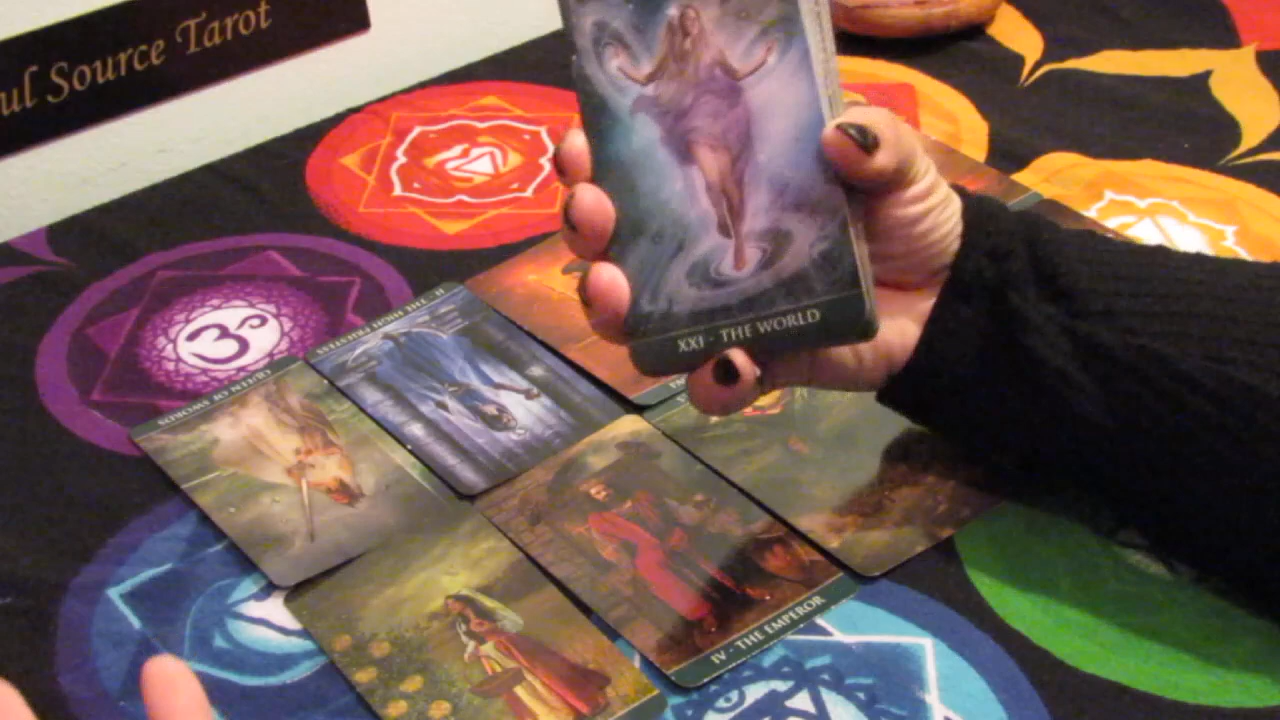 ul Source Tarot
XXI - THE WORLD
II - THE HIGH PRIESTESS
QUEEN OF SWORDS
IV - THE EMPEROR